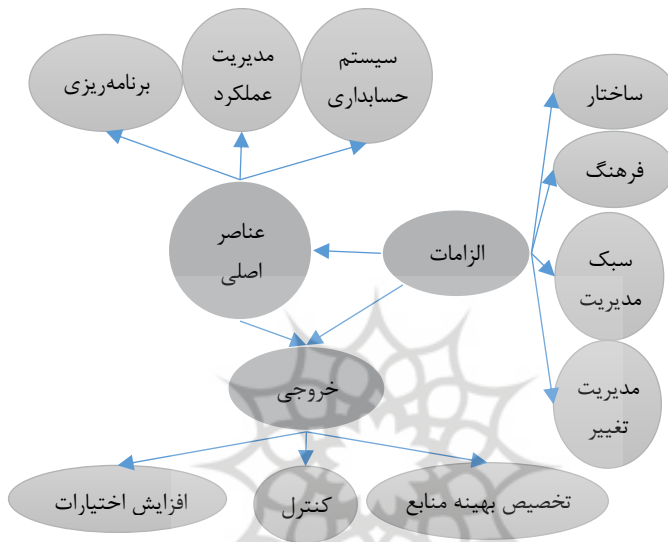 سیستم
حسابداری
مدیریت
عملکرد
برنامه‌ریزی
ساختار
فرهنگ
سبک
مدیریت
مدیریت
تغییر
الزامات
عناصر
اصلی
خروجی
تخصیص بهینه منابع
کنترل
افزایش اختیارات